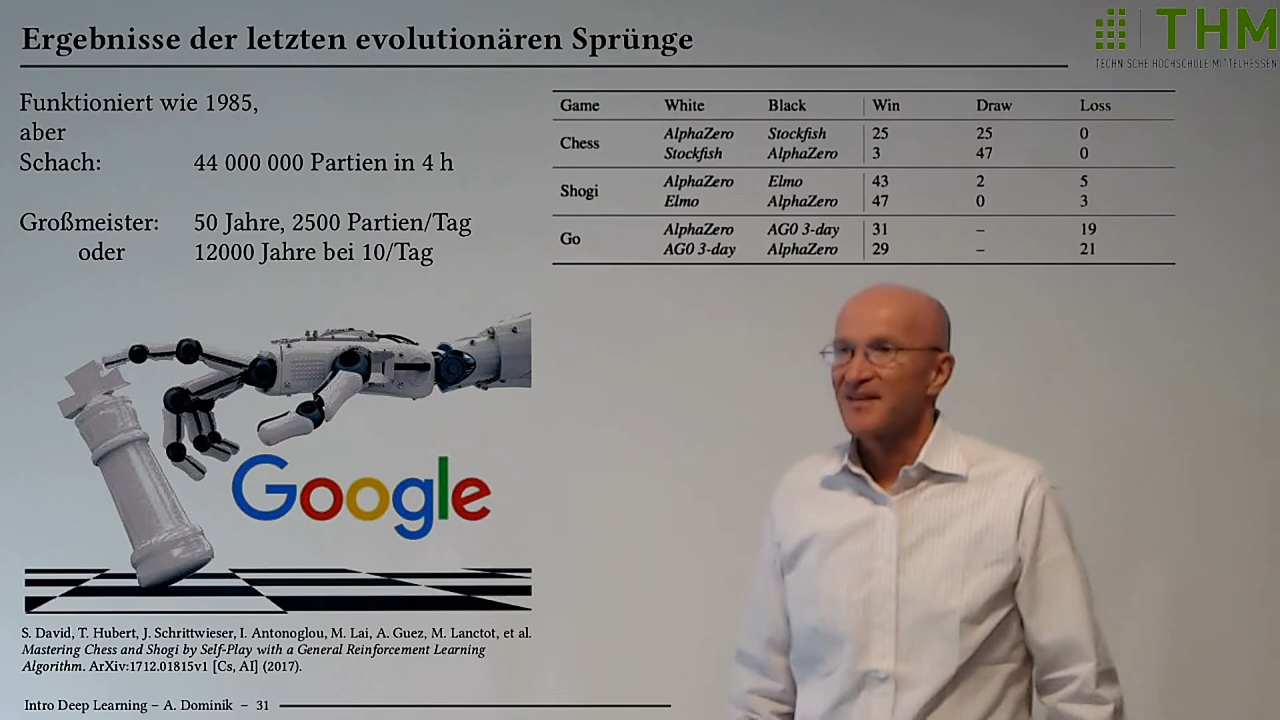 Ergebnisse der letzten evolutionären Sprünge
THM
TECHNISCHE HOCHSCHULE MITTELHESSEN
Funktioniert wie 1985,
aber
Schach: 44 000 000 Partien in 4 h
Großmeister: 50 Jahre, 2500 Partien/Tag
oder 12000 Jahre bei 10/Tag
Game White Black Win Draw Loss
Chess AlphaZero Stockfish 25 25 0
Stockfish AlphaZero 3 47 0
Shogi AlphaZero Elmo 43 2 5
Elmo AlphaZero 47 0 3
Go AlphaZero AG0 3-day 31 – 19
AG0 3-day AlphaZero 29 – 21
Google
S. David, T. Hubert, J. Schrittwieser, I. Antonoglou, M. Lai, A. Guez, M. Lanctot, et al.
Mastering Chess and Shogi by Self-Play with a General Reinforcement Learning
Algorithm. ArXiv:1712.01815v1 [Cs, AI] (2017).
Intro Deep Learning – A. Dominik – 31